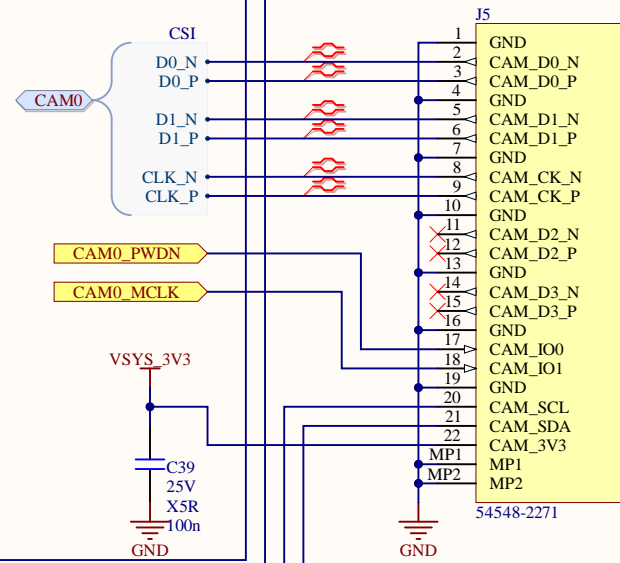 J5
CSI
1 GND
D0_N 2 CAM_D0_N
D0_P 3 CAM_D0_P
CAM0 4 GND
D1_N 5 CAM_D1_N
D1_P 6 CAM_D1_P
7 GND
CLK_N 8 CAM_CK_N
CLK_P 9 CAM_CK_P
10 GND
11 CAM_D2_N
CAM0_PWDN 12 CAM_D2_P
13 GND
CAM0_MCLK 14 CAM_D3_N
15 CAM_D3_P
16 GND
17 CAM_IO0
VSYS_3V3 18 CAM_IO1
19 GND
20 CAM_SCL
21 CAM_SDA
22 CAM_3V3
C39 MP1 MP1
25V MP2 MP2
X5R 54548-2271
100n
GND GND